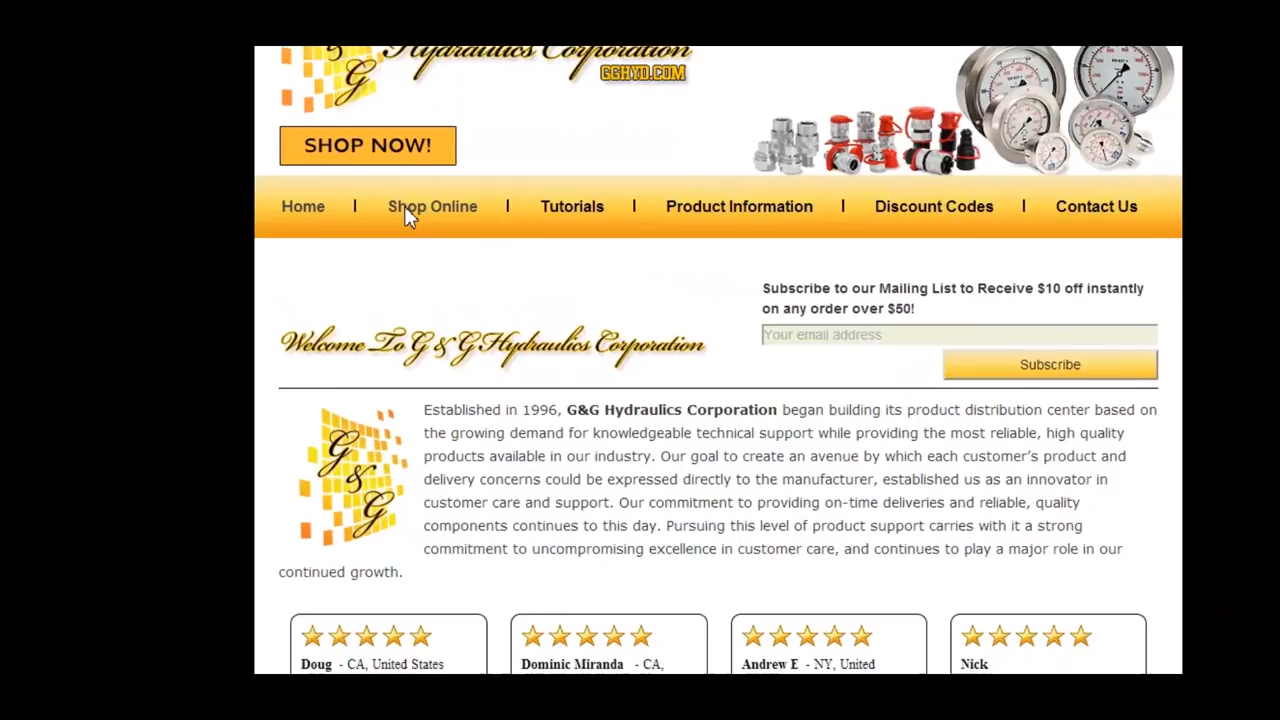 G Hydraulics Corporation
GGHYD.COM
SHOP NOW!
Home | Shop Online | Tutorials | Product Information | Discount Codes | Contact Us
Subscribe to our Mailing List to Receive $10 off instantly
on any order over $50!
Your email address
Subscribe
Welcome To G & G Hydraulics Corporation
G & G
Established in 1996, G&G Hydraulics Corporation began building its product distribution center based on
the growing demand for knowledgeable technical support while providing the most reliable, high quality
products available in our industry. Our goal to create an avenue by which each customer’s product and
delivery concerns could be expressed directly to the manufacturer, established us as an innovator in
customer care and support. Our commitment to providing on-time deliveries and reliable, quality
components continues to this day. Pursuing this level of product support carries with it a strong
commitment to uncompromising excellence in customer care, and continues to play a major role in our
continued growth.
Doug - CA, United States
Dominic Miranda - CA,
Andrew E - NY, United
Nick